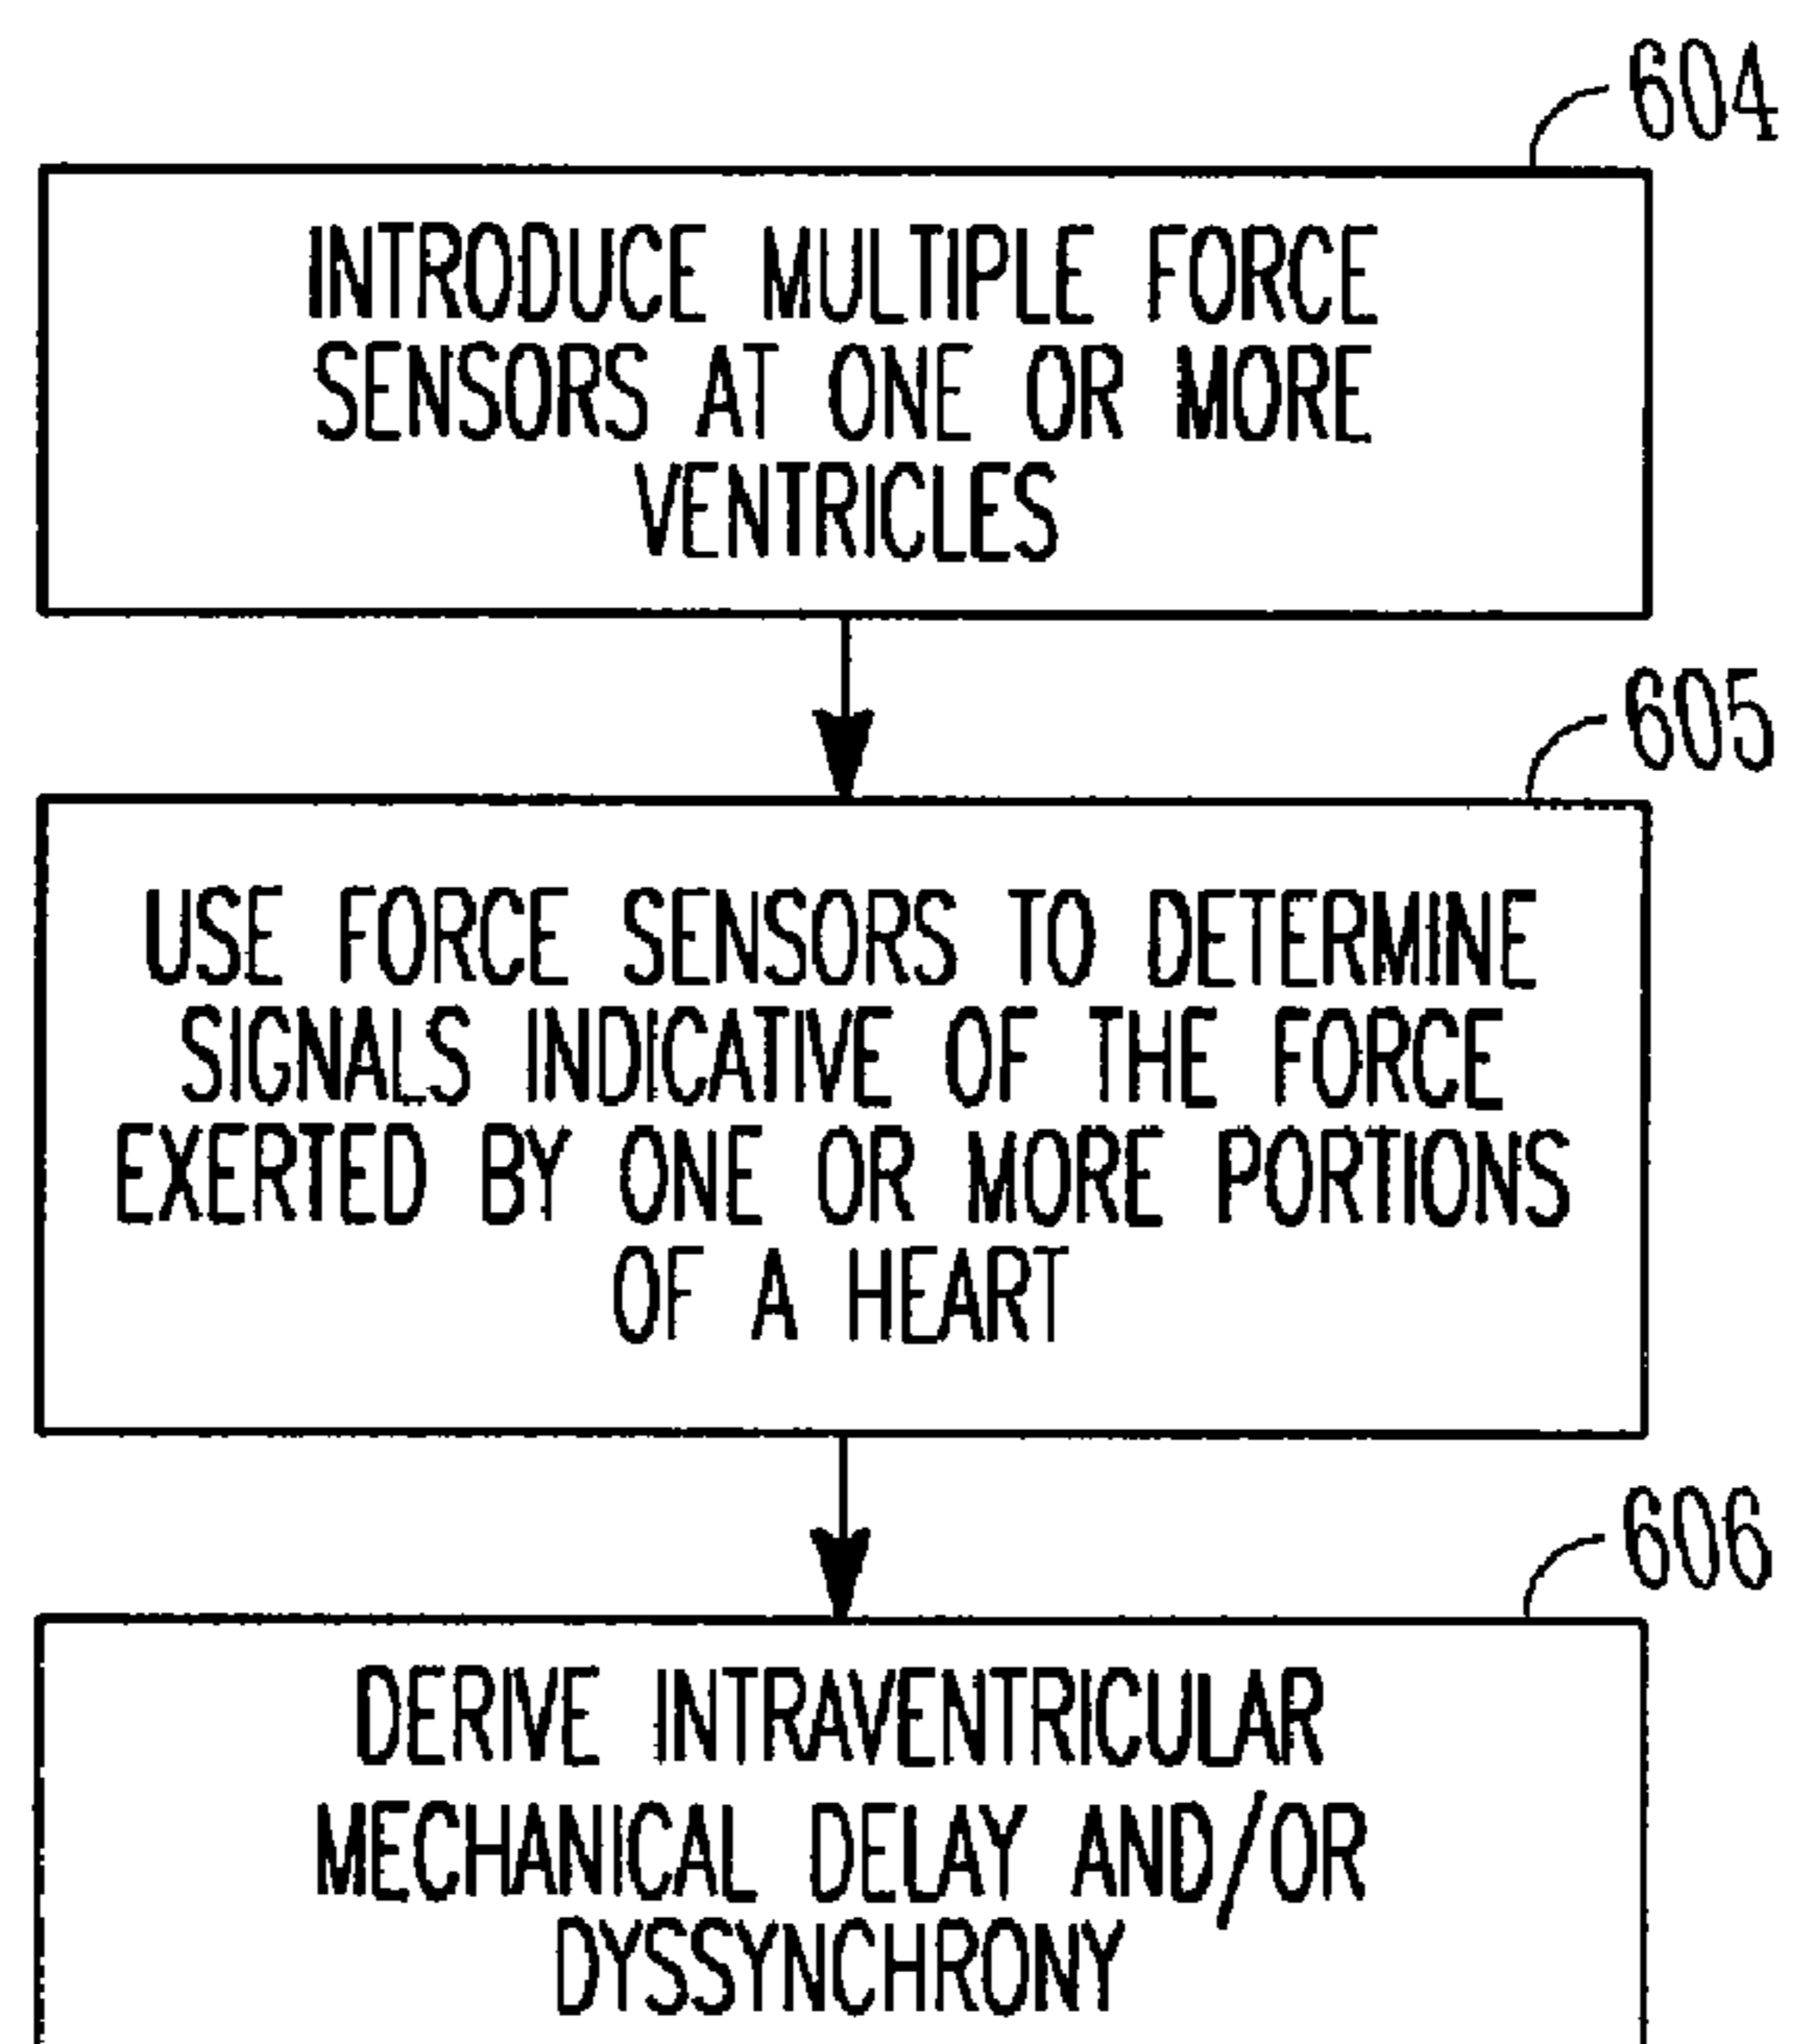 604
INTRODUCE MULTIPLE FORCE
SENSORS AT ONE OR MORE
VENTRICLES
605
USE FORCE SENSORS TO DETERMINE
SIGNALS INDICATIVE OF THE FORCE
EXERTED BY ONE OR MORE PORTIONS
OF A HEART
606
DERIVE INTRAVENTRICULAR
MECHANICAL DELAY AND/OR
DYSSYNCHRONY